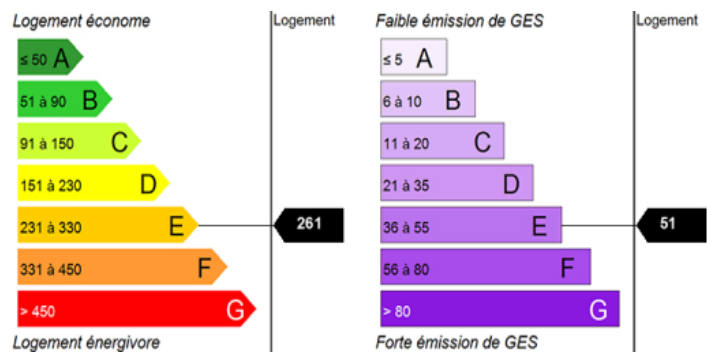 Logement économe
Logement
≤ 50 A
51 à 90 B
91 à 150 C
151 à 230 D
231 à 330 E
261
331 à 450 F
> 450 G
Logement énergivore
Faible émission de GES
Logement
≤ 5 A
6 à 10 B
11 à 20 C
21 à 35 D
36 à 55 E
51
56 à 80 F
> 80 G
Forte émission de GES